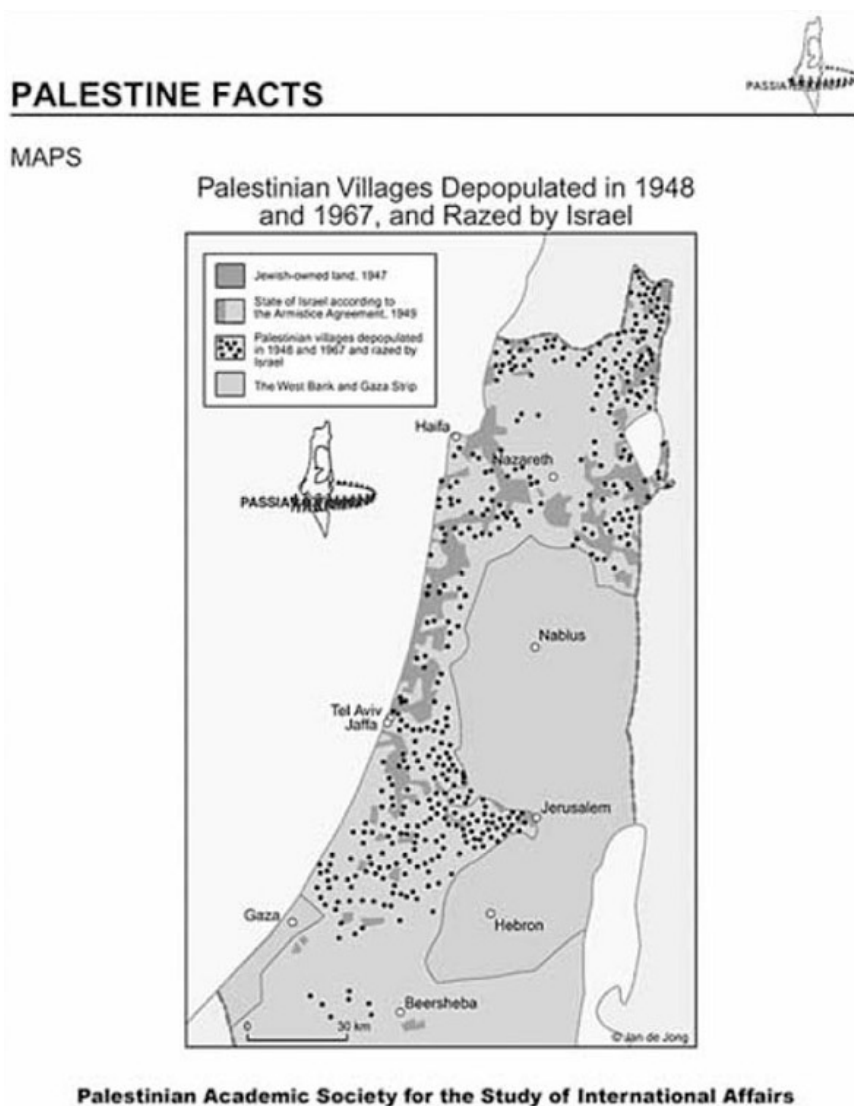 PASSIA
PALESTINE FACTS
MAPS
Palestinian Villages Depopulated in 1948
and 1967, and Razed by Israel
Jewish-owned land, 1947
State of Israel according to
the Armistice Agreement, 1949
Palestinian villages depopulated
in 1948 and 1967 and razed by
Israel
The West Bank and Gaza Strip
Haifa
Nazareth
PASSIA
Nablus
Tel Aviv
Jaffa
Jerusalem
Gaza
Hebron
Beersheba
0 30 km
© Jan de Jong
Palestinian Academic Society for the Study of International Affairs